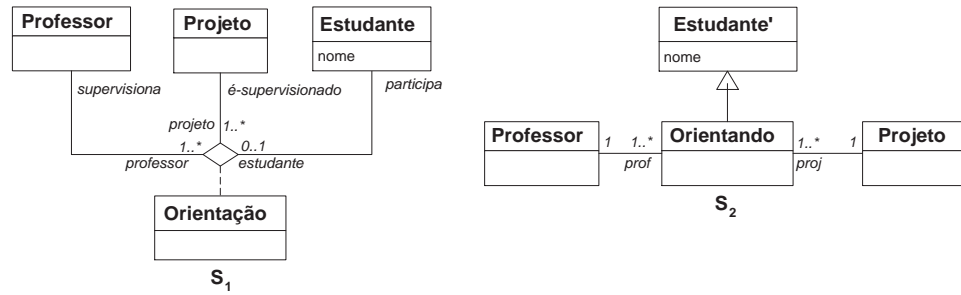 Professor
Projeto
Estudante
nome
supervisiona
é-supervisionado
participa
projeto 1..*
1..* 0..1
professor estudante
Orientação
S1
Estudante'
nome
Professor 1 1..* Orientando 1..* 1 Projeto
prof proj
S2